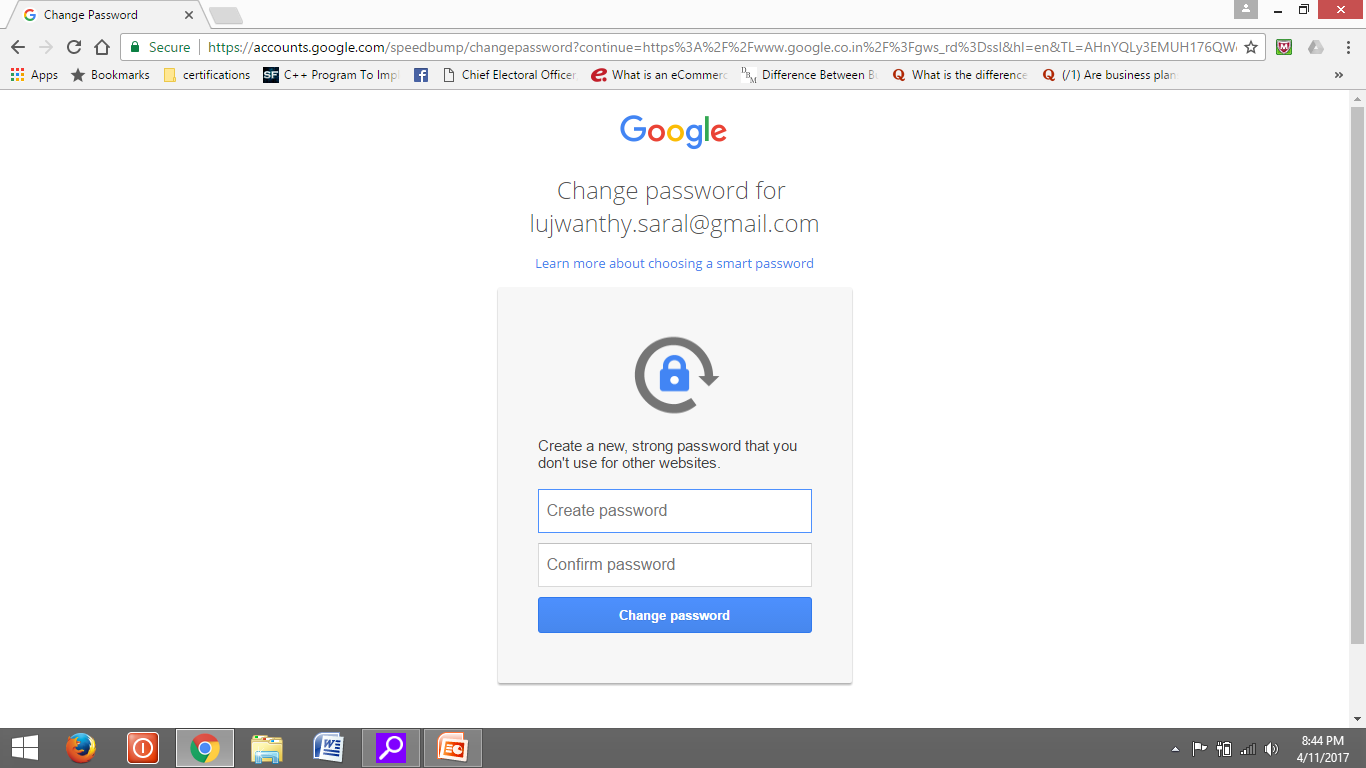 Change Password
Secure https://accounts.google.com/speedbump/changepassword?continue=https%3A%2F%2Fwww.google.co.in%2F%3Fgws_rd%3Dssl&hl=en&TL=AHnYQLy3EMUH176QW
Apps Bookmarks certifications SF C++ Program To Impl Chief Electoral Officer What is an eCommerc Difference Between B What is the difference (/1) Are business plan »
Google
Change password for
lujwanthy.saral@gmail.com
Learn more about choosing a smart password
Create a new, strong password that you
don't use for other websites.
Create password
Confirm password
Change password
8:44 PM
4/11/2017